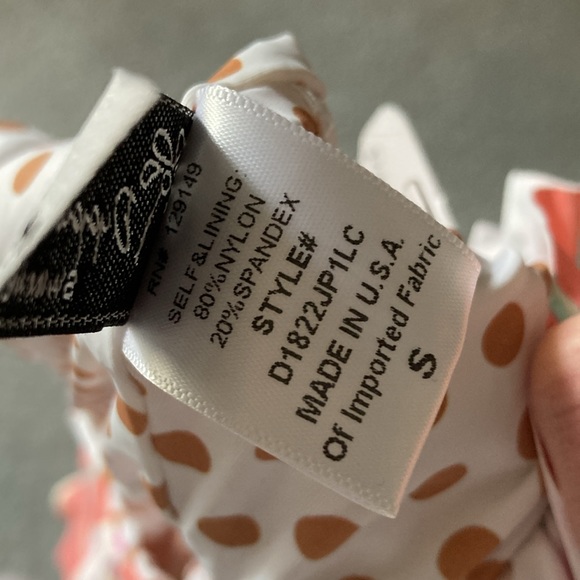 RN# 129149
SELF&LINING:
80%NYLON
20%SPANDEX
STYLE#
D1822JP1LC
MADE IN U.S.A.
Of Imported Fabric
S